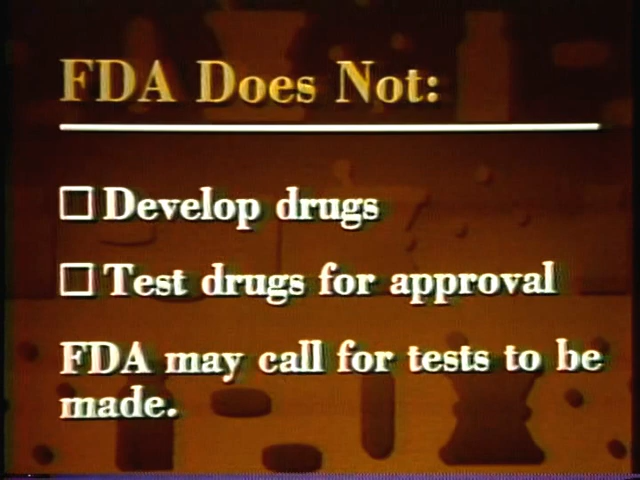 FDA Does Not:
☐ Develop drugs
☐ Test drugs for approval
FDA may call for tests to be
made.